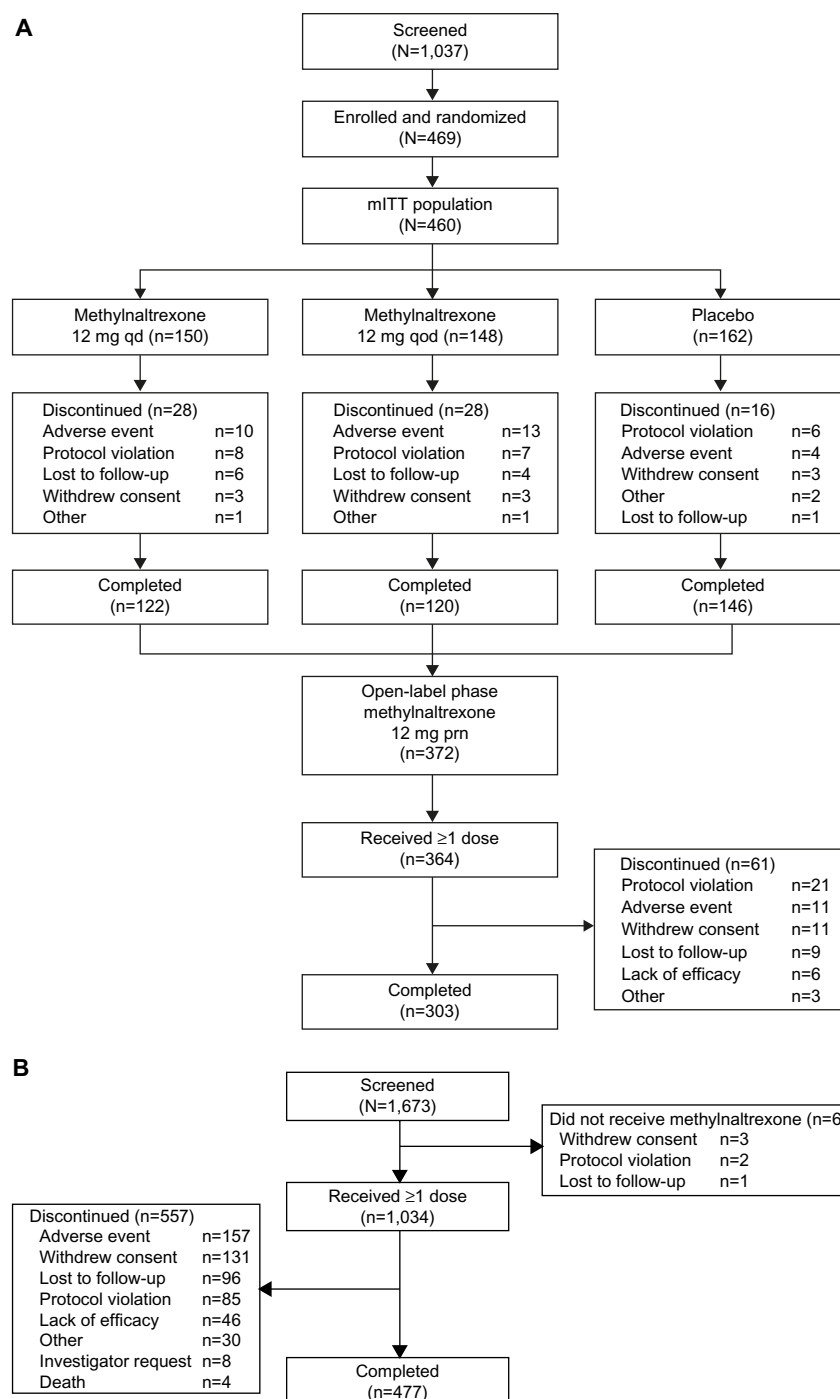 A
Screened
(N=1,037)
Enrolled and randomized
(N=469)
mITT population
(N=460)
Methylnaltrexone
12 mg qd (n=150)
Methylnaltrexone
12 mg qod (n=148)
Placebo
(n=162)
Discontinued (n=28)
Adverse event n=10
Protocol violation n=8
Lost to follow-up n=6
Withdrew consent n=3
Other n=1
Discontinued (n=28)
Adverse event n=13
Protocol violation n=7
Lost to follow-up n=4
Withdrew consent n=3
Other n=1
Discontinued (n=16)
Protocol violation n=6
Adverse event n=4
Withdrew consent n=3
Other n=2
Lost to follow-up n=1
Completed
(n=122)
Completed
(n=120)
Completed
(n=146)
Open-label phase
methylnaltrexone
12 mg prn
(n=372)
Received ≥1 dose
(n=364)
Discontinued (n=61)
Protocol violation n=21
Adverse event n=11
Withdrew consent n=11
Lost to follow-up n=9
Lack of efficacy n=6
Other n=3
Completed
(n=303)
B
Screened
(N=1,673)
Did not receive methylnaltrexone (n=6
Withdrew consent n=3
Protocol violation n=2
Lost to follow-up n=1
Received ≥1 dose
(n=1,034)
Discontinued (n=557)
Adverse event n=157
Withdrew consent n=131
Lost to follow-up n=96
Protocol violation n=85
Lack of efficacy n=46
Other n=30
Investigator request n=8
Death n=4
Completed
(n=477)